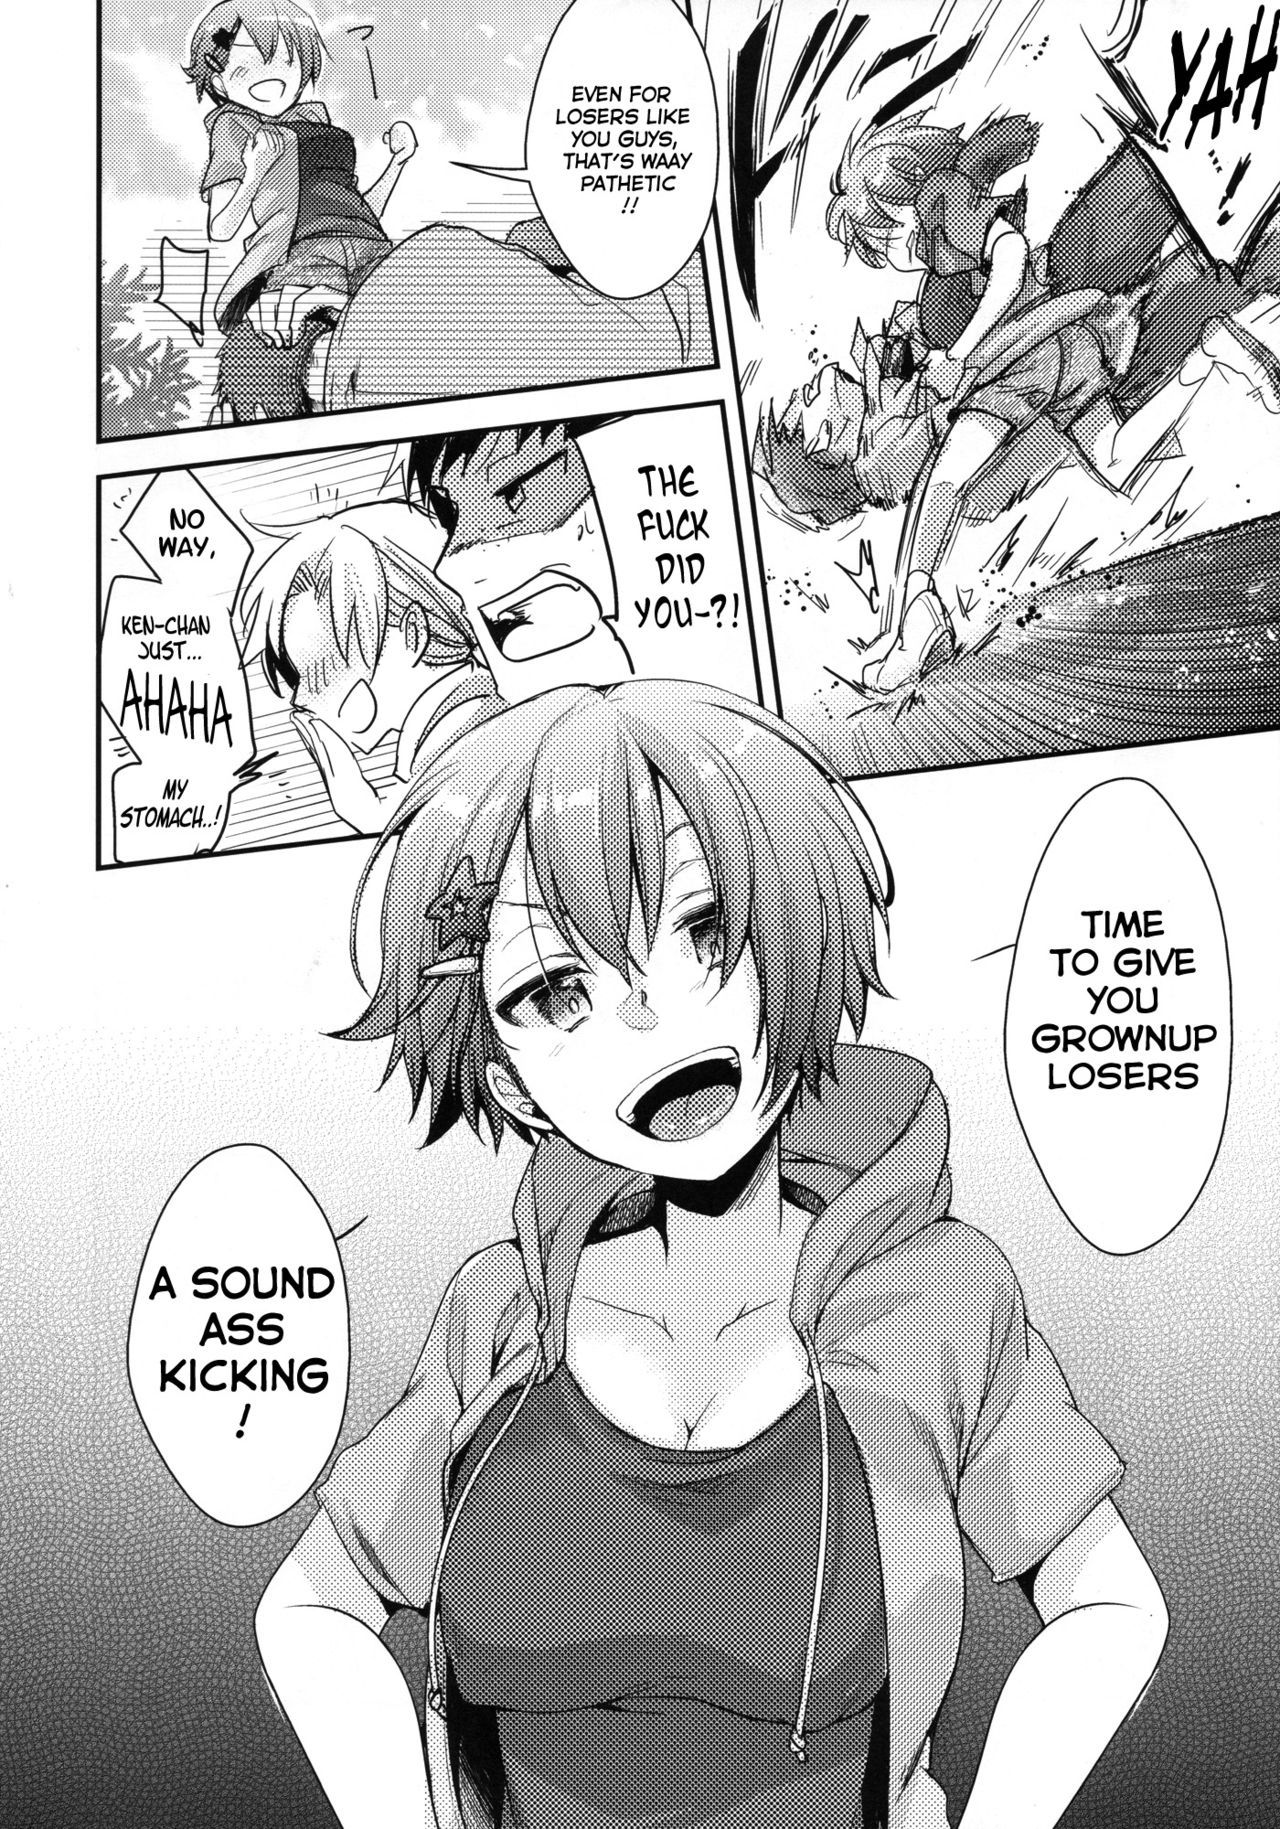 YAH
EVEN FOR
LOSERS LIKE
YOU GUYS,
THAT'S WAAY
PATHETIC
!!
THE
FUCK
DID
YOU-?!
NO
WAY,
KEN-CHAN
JUST...
AHAHA
MY
STOMACH..!
TIME
TO GIVE
YOU
GROWNUP
LOSERS
A SOUND
ASS
KICKING
!